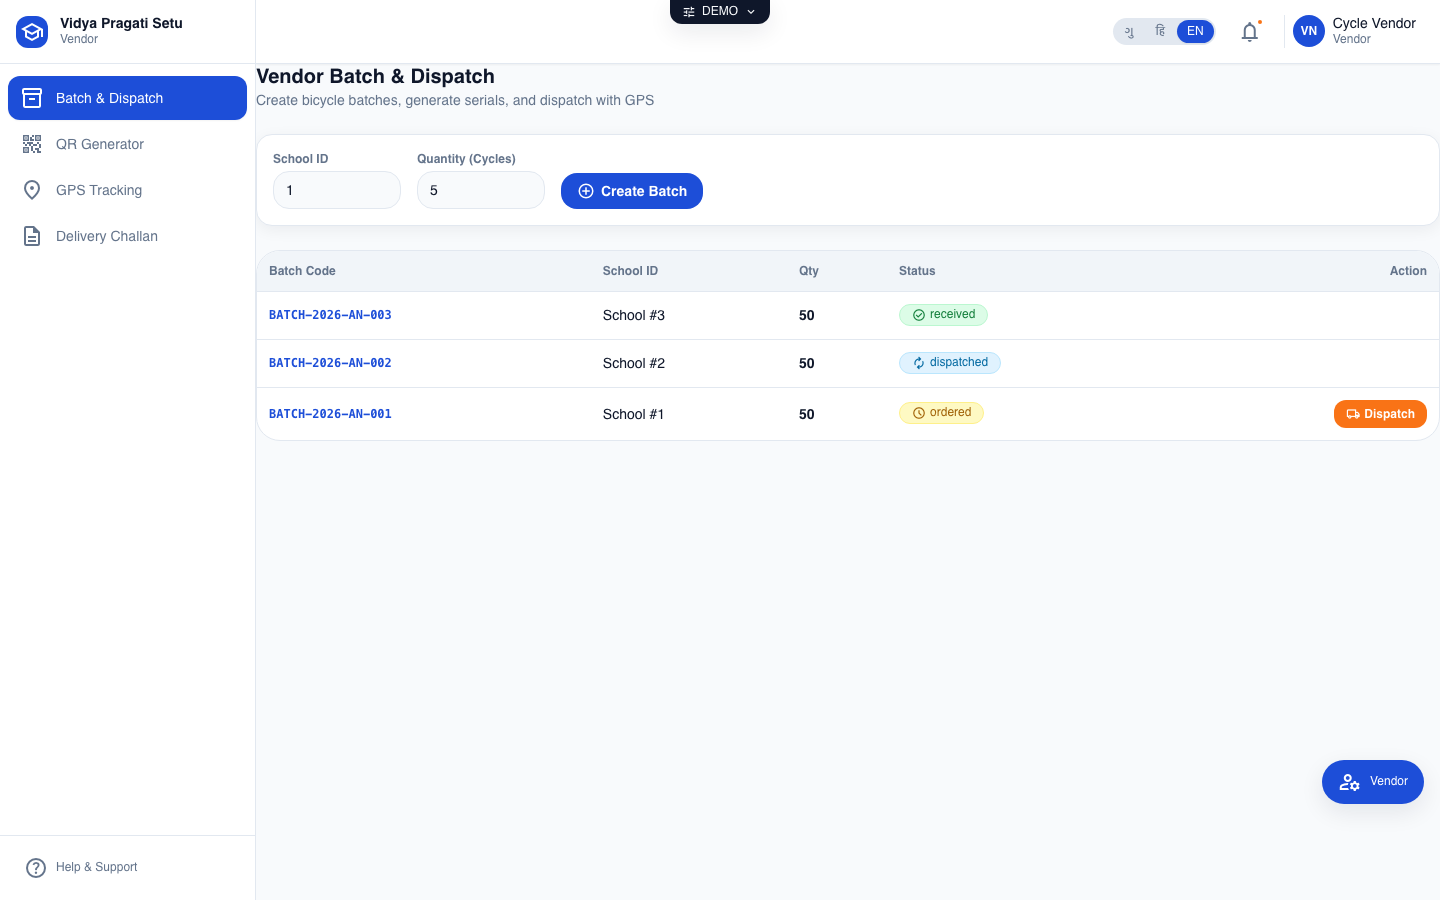 Vidya Pragati Setu
Vendor
DEMO
ગુ
हि
EN
VN
Cycle Vendor
Vendor
Batch & Dispatch
QR Generator
GPS Tracking
Delivery Challan
Vendor Batch & Dispatch
Create bicycle batches, generate serials, and dispatch with GPS
School ID
Quantity (Cycles)
1
5
Create Batch
Batch Code School ID Qty Status Action
BATCH-2026-AN-003 School #3 50 received
BATCH-2026-AN-002 School #2 50 dispatched
BATCH-2026-AN-001 School #1 50 ordered Dispatch
Vendor
Help & Support